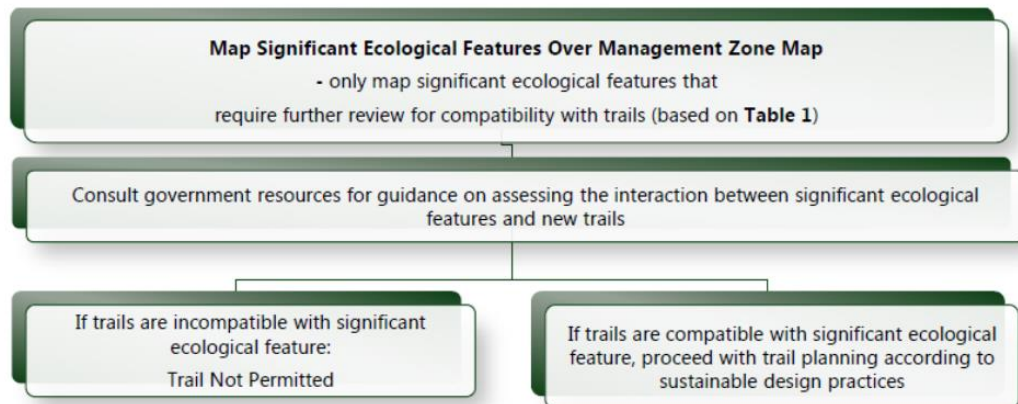 Map Significant Ecological Features Over Management Zone Map
- only map significant ecological features that
require further review for compatibility with trails (based on Table 1)
Consult government resources for guidance on assessing the interaction between significant ecological
features and new trails
If trails are incompatible with significant
ecological feature:
Trail Not Permitted
If trails are compatible with significant ecological
feature, proceed with trail planning according to
sustainable design practices